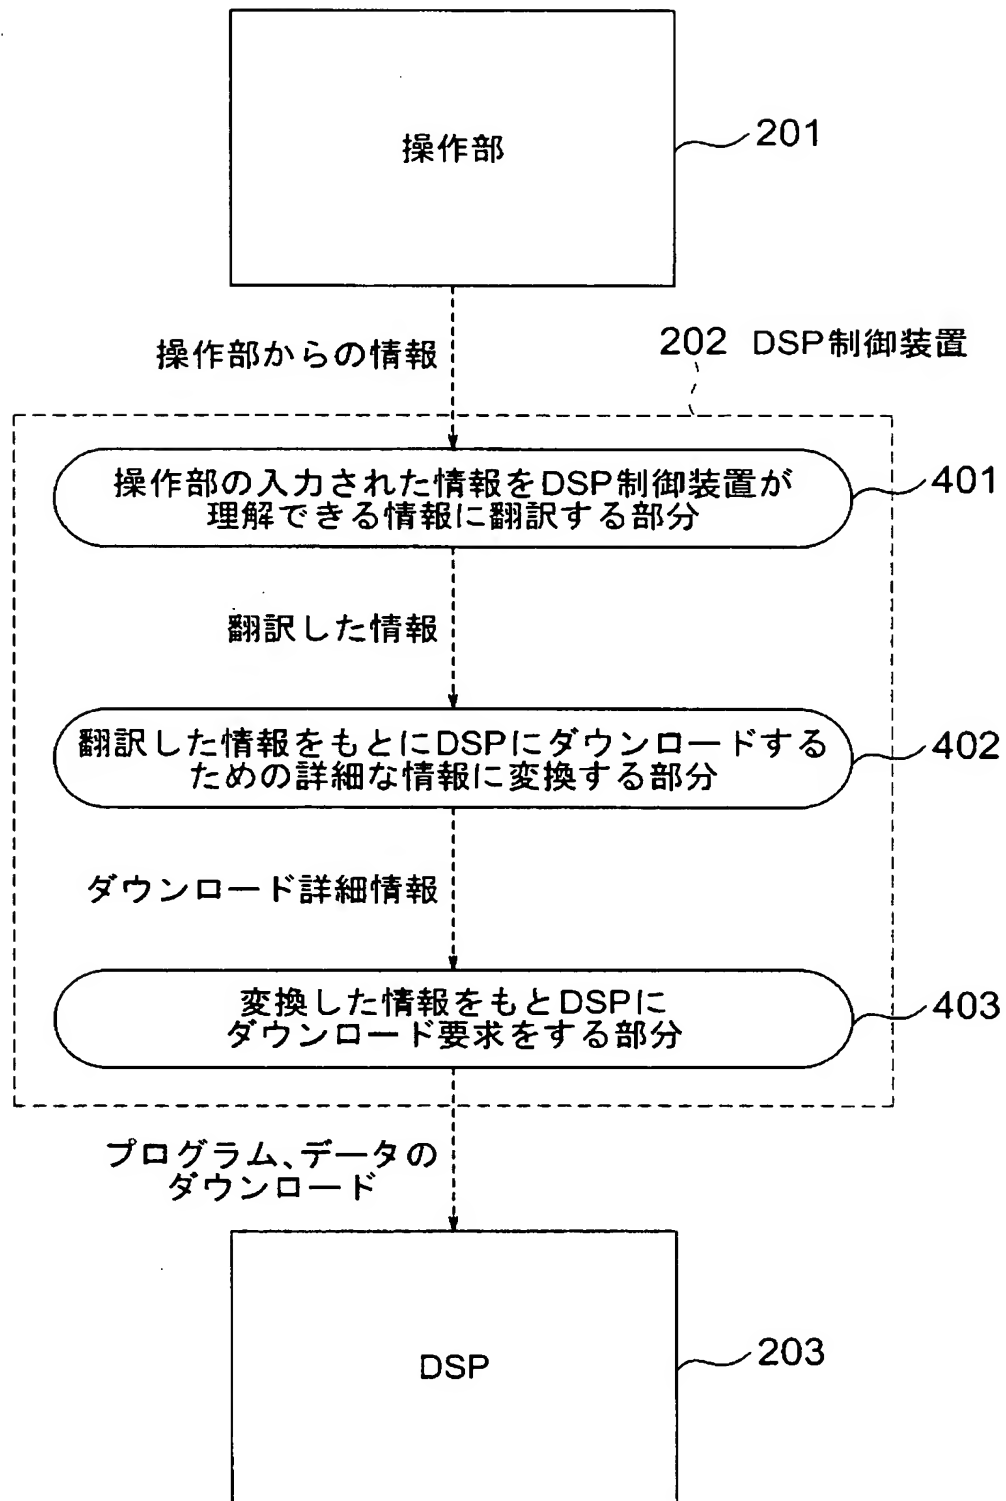 操作部
201
操作部からの情報
202 DSP制御装置
操作部の入力された情報をDSP制御装置が
理解できる情報に翻訳する部分
401
翻訳した情報
翻訳した情報をもとにDSPにダウンロードする
ための詳細な情報に変換する部分
402
ダウンロード詳細情報
変換した情報をもとDSPに
ダウンロード要求をする部分
403
プログラム、データの
ダウンロード
DSP
203